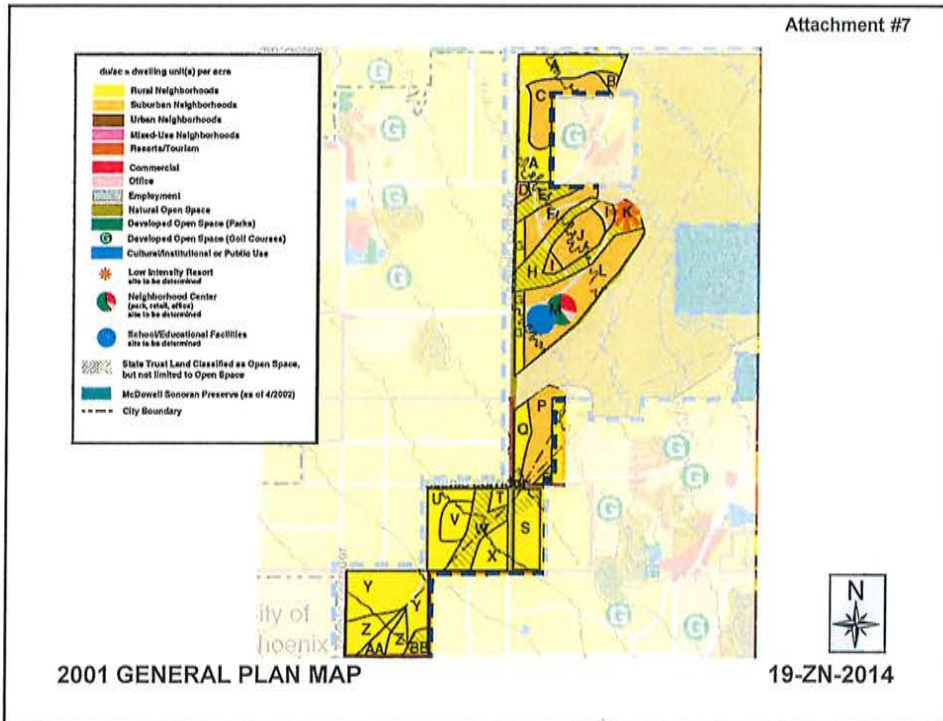 Attachment #7
du/ac = dwelling unit(s) per acre
Rural Neighborhoods
Suburban Neighborhoods
Urban Neighborhoods
Mixed-Use Neighborhoods
Resorts/Tourism
Commercial
Office
Employment
Natural Open Space
Developed Open Space (Parks)
G Developed Open Space (Golf Courses)
Cultural/Institutional or Public Use
Low Intensity Resort
site to be determined
Neighborhood Center
(park, retail, office)
site to be determined
School/Educational Facilities
site to be determined
State Trust Land Classified as Open Space,
but not limited to Open Space
McDowell Sonoran Preserve (as of 4/2002)
City Boundary
A
B
C
G
G
G
A
D
E
G
F
I
K
J
G
H
I
L
M
P
Q
G
G
G
G
U
T
V
W
S
X
Y
Y
Z
Z
AA
BB
G
G
ity of
hoenix
N
2001 GENERAL PLAN MAP
19-ZN-2014